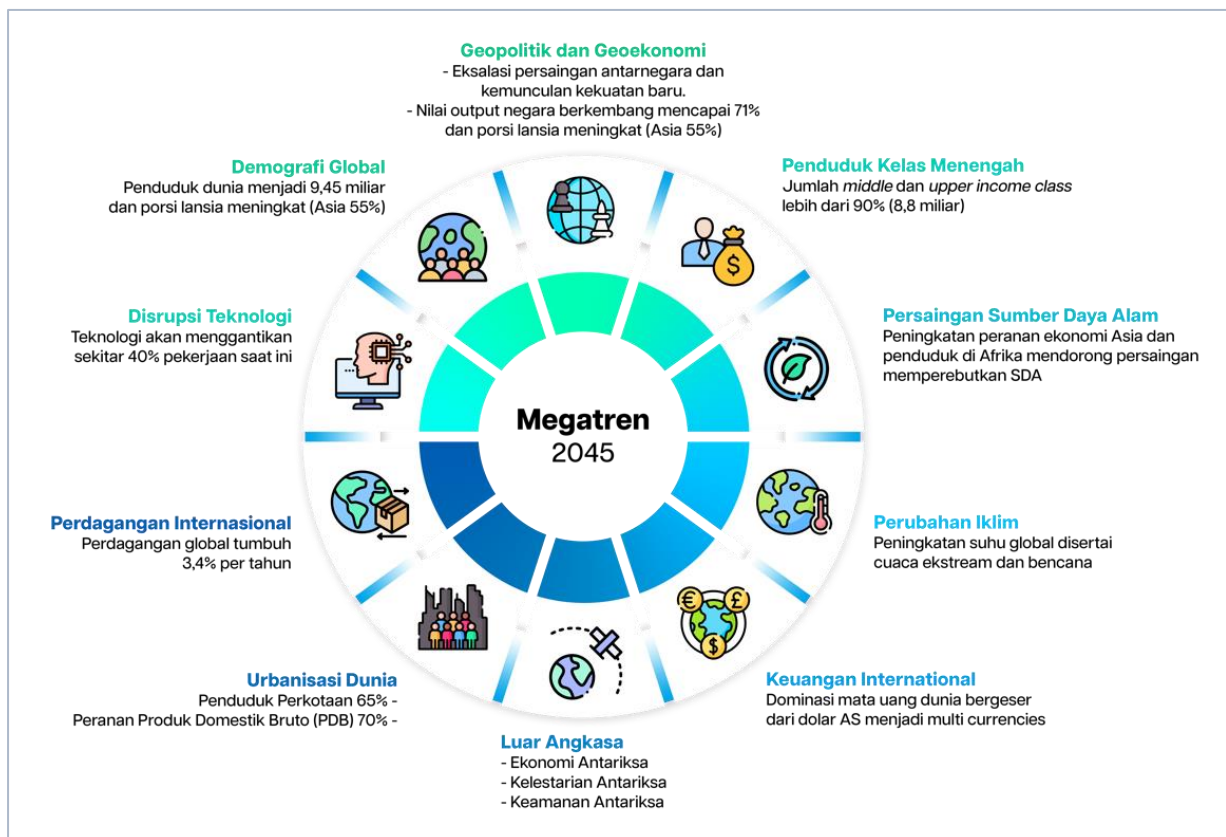 Geopolitik dan Geoekonomi
- Eksalasi persaingan antarnegara dan
kemunculan kekuatan baru.
- Nilai output negara berkembang mencapai 71%
dan porsi lansia meningkat (Asia 55%)
Demografi Global
Penduduk dunia menjadi 9,45 miliar
dan porsi lansia meningkat (Asia 55%)
Penduduk Kelas Menengah
Jumlah middle dan upper income class
lebih dari 90% (8,8 miliar)
Disrupsi Teknologi
Teknologi akan menggantikan
sekitar 40% pekerjaan saat ini
Persaingan Sumber Daya Alam
Peningkatan peranan ekonomi Asia dan
penduduk di Afrika mendorong persaingan
memperebutkan SDA
Megatren
2045
Perdagangan Internasional
Perdagangan global tumbuh
3,4% per tahun
Perubahan Iklim
Peningkatan suhu global disertai
cuaca ekstream dan bencana
Urbanisasi Dunia
Penduduk Perkotaan 65% -
Peranan Produk Domestik Bruto (PDB) 70% -
Keuangan International
Dominasi mata uang dunia bergeser
dari dolar AS menjadi multi currencies
Luar Angkasa
- Ekonomi Antariksa
- Kelestarian Antariksa
- Keamanan Antariksa
$
€
£
$